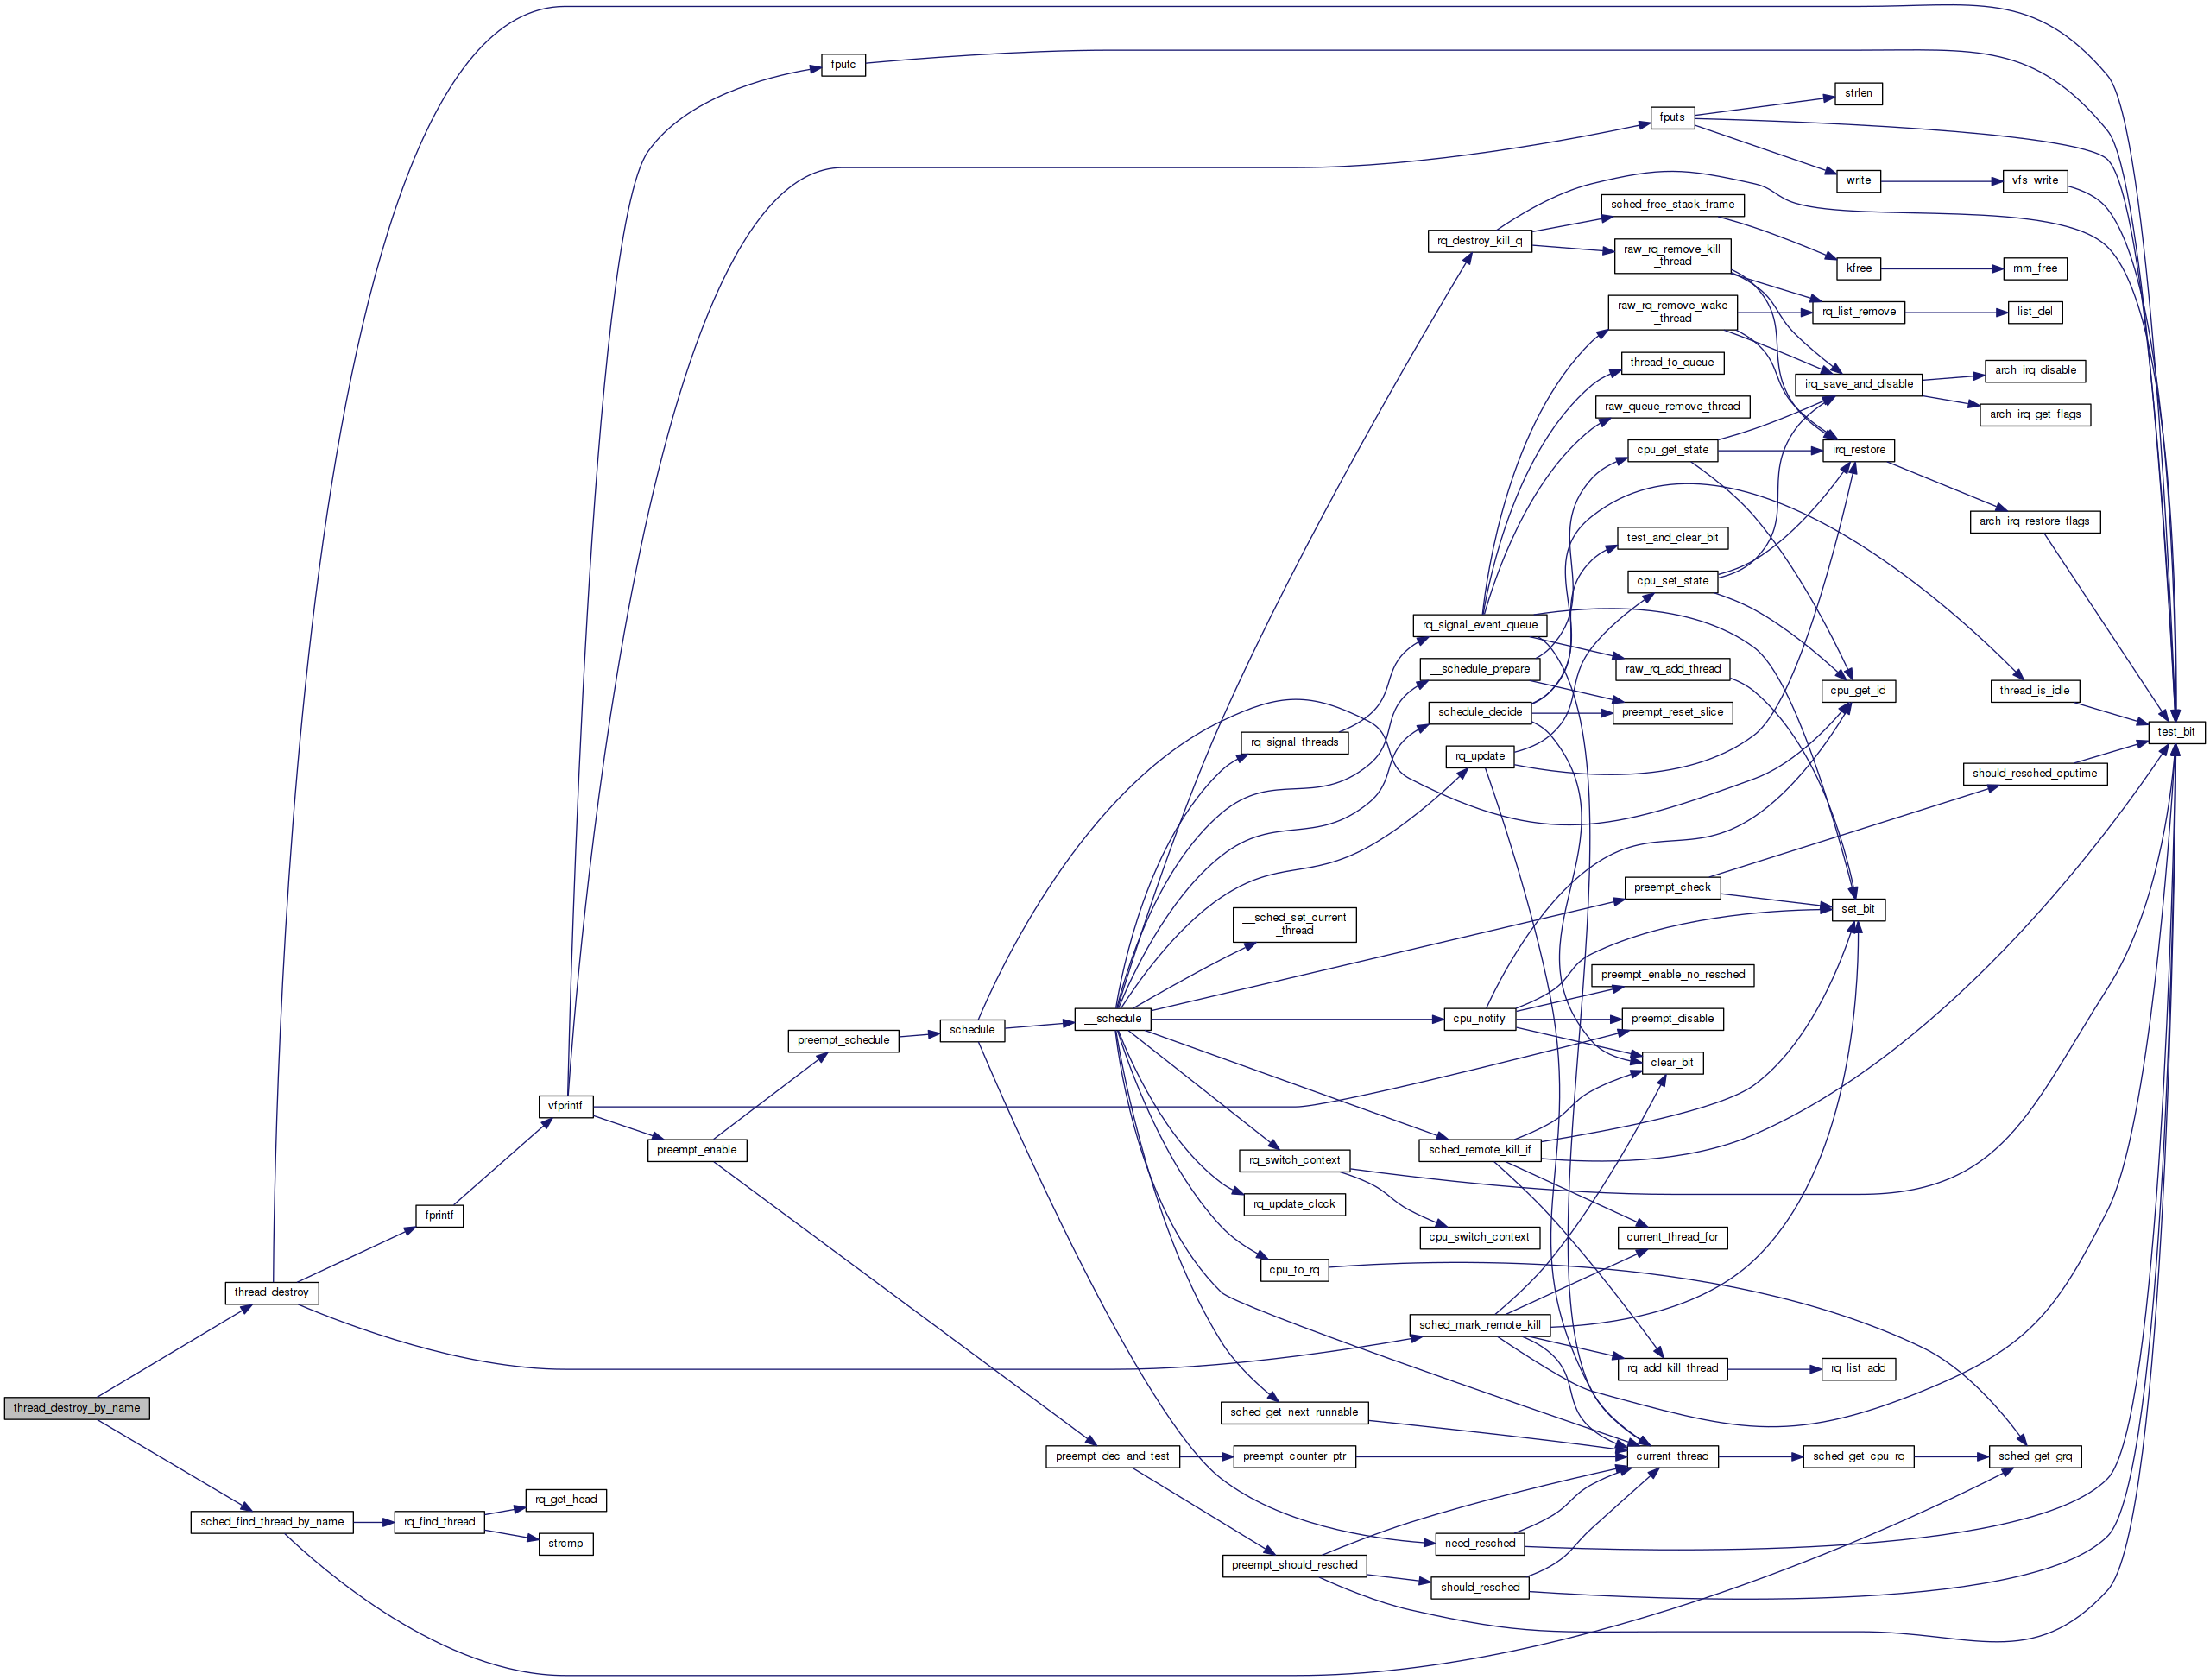 fputc
strlen
fputs
write
vfs_write
sched_free_stack_frame
rq_destroy_kill_q
raw_rq_remove_kill
_thread
kfree
mm_free
raw_rq_remove_wake
_thread
rq_list_remove
list_del
thread_to_queue
arch_irq_disable
irq_save_and_disable
raw_queue_remove_thread
arch_irq_get_flags
cpu_get_state
irq_restore
arch_irq_restore_flags
test_and_clear_bit
cpu_set_state
rq_signal_event_queue
__schedule_prepare
raw_rq_add_thread
cpu_get_id
thread_is_idle
schedule_decide
preempt_reset_slice
test_bit
rq_signal_threads
rq_update
should_resched_cputime
preempt_check
__sched_set_current
_thread
set_bit
preempt_enable_no_resched
schedule
__schedule
cpu_notify
preempt_disable
preempt_schedule
clear_bit
vfprintf
preempt_enable
sched_remote_kill_if
rq_switch_context
rq_update_clock
fprintf
cpu_switch_context
current_thread_for
cpu_to_rq
thread_destroy
sched_mark_remote_kill
rq_add_kill_thread
rq_list_add
thread_destroy_by_name
sched_get_next_runnable
preempt_dec_and_test
preempt_counter_ptr
current_thread
sched_get_cpu_rq
sched_get_grq
rq_get_head
sched_find_thread_by_name
rq_find_thread
strcmp
need_resched
preempt_should_resched
should_resched